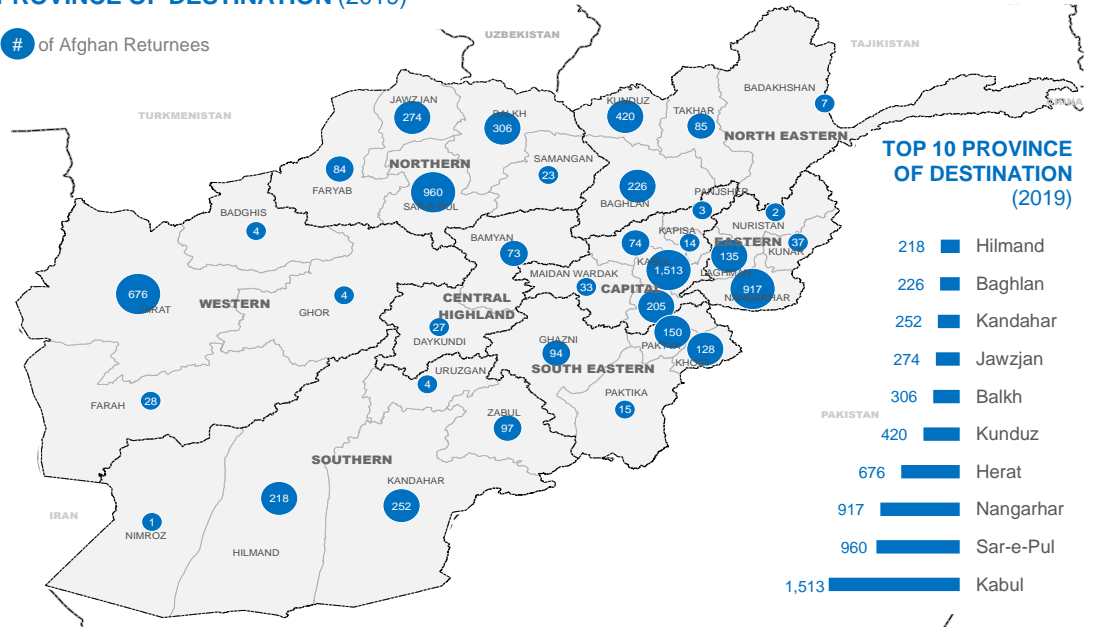 PROVINCE OF DESTINATION (2019)
# of Afghan Returnees
UZBEKISTAN
TAJIKISTAN
TURKMENISTAN
CHINA
BADAKHSHAN
7
JAWZJAN
274
BALKH
306
KUNDUZ
420
TAKHAR
85
NORTH EASTERN
NORTHERN
84
FARYAB
960
SAR-E-PUL
SAMANGAN
23
226
BAGHLAN
PANJSHER
3
2
NURISTAN
BADGHIS
4
BAMYAN
73
74
KAPISA
14
EASTERN
37
KUNAR
135
LAGHMAN
KABUL
1,513
MAIDAN WARDAK
33
CAPITAL
917
NANGARHAR
676
HIRAT
WESTERN
4
GHOR
CENTRAL
HIGHLAND
27
DAYKUNDI
205
150
PAKTYA
128
KHOST
GHAZNI
94
SOUTH EASTERN
URUZGAN
4
PAKTIKA
15
FARAH
28
ZABUL
97
SOUTHERN
KANDAHAR
252
218
HILMAND
1
NIMROZ
IRAN
PAKISTAN
TOP 10 PROVINCE
OF DESTINATION
(2019)
218 Hilmand
226 Baghlan
252 Kandahar
274 Jawzjan
306 Balkh
420 Kunduz
676 Herat
917 Nangarhar
960 Sar-e-Pul
1,513 Kabul